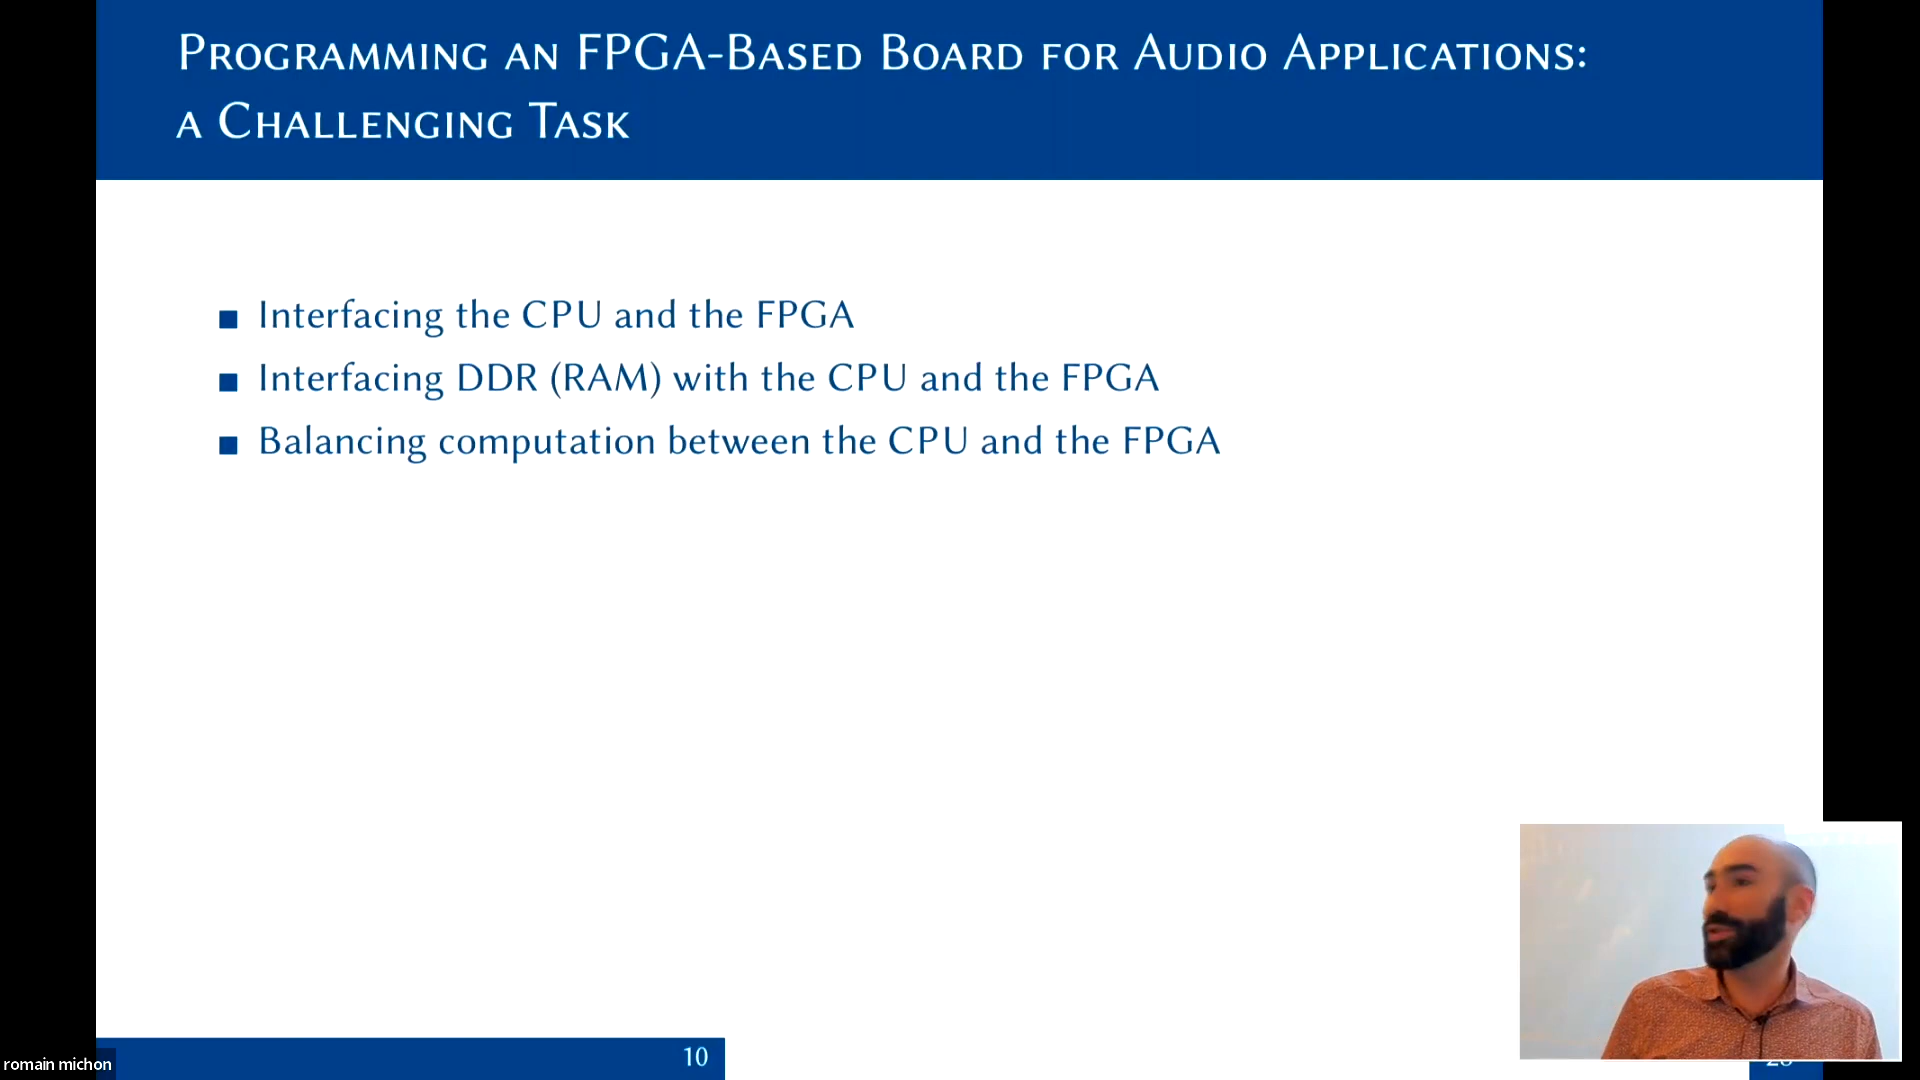 Programming an FPGA-Based Board for Audio Applications:
a Challenging Task
Interfacing the CPU and the FPGA
Interfacing DDR (RAM) with the CPU and the FPGA
Balancing computation between the CPU and the FPGA
10
romain michon